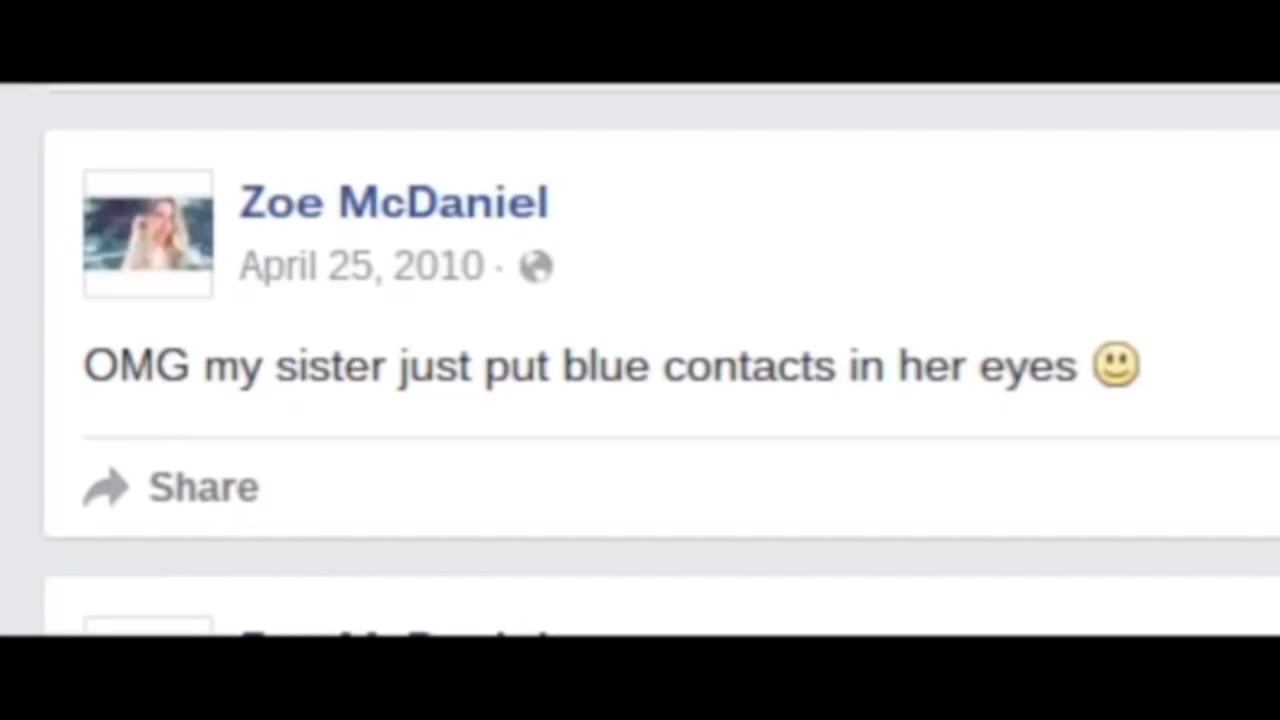 Zoe McDaniel
April 25, 2010 ·
OMG my sister just put blue contacts in her eyes 🙂
Share